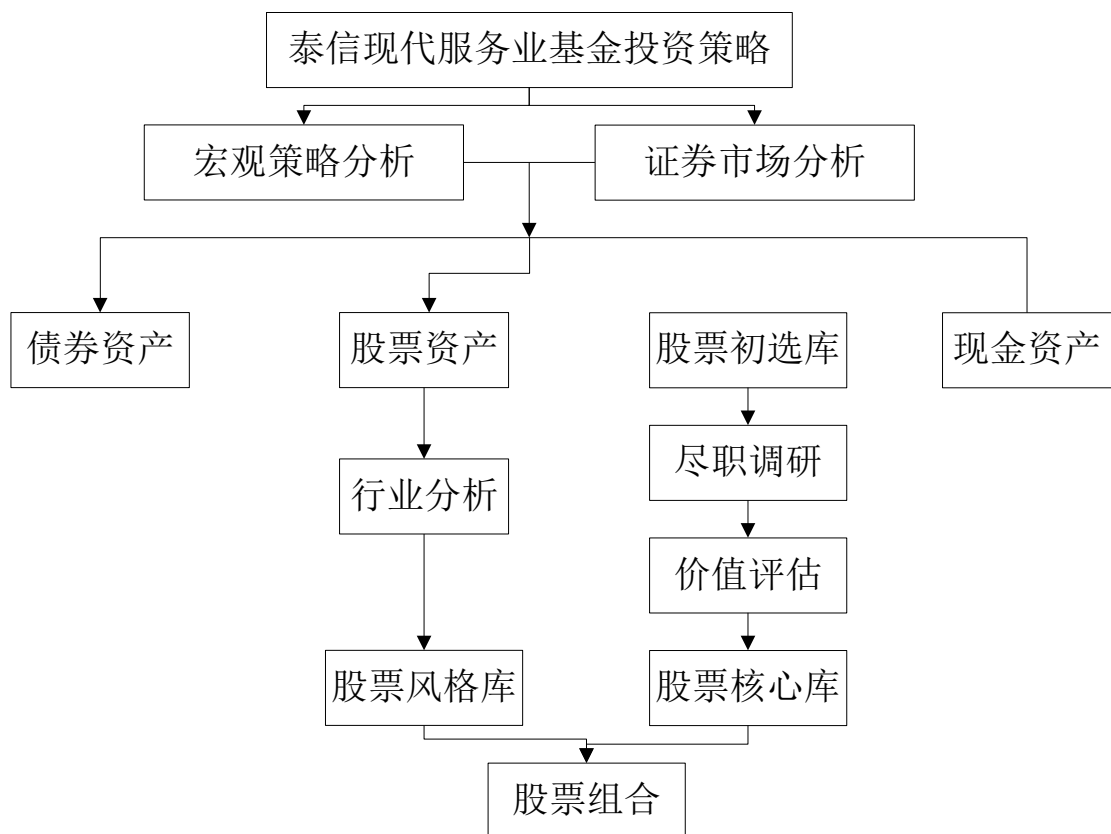 泰信现代服务业基金投资策略
宏观策略分析
证券市场分析
债券资产
股票资产
股票初选库
现金资产
尽职调研
行业分析
价值评估
股票风格库
股票核心库
股票组合